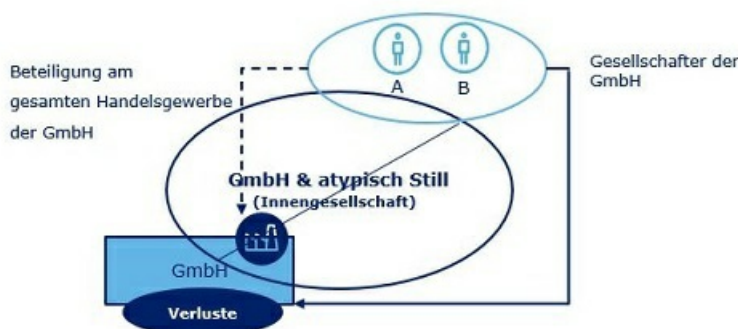 Beteiligung am
gesamten Handelsgewerbe
der GmbH
A
B
Gesellschafter der
GmbH
GmbH & atypisch Still
(Innengesellschaft)
GmbH
Verluste